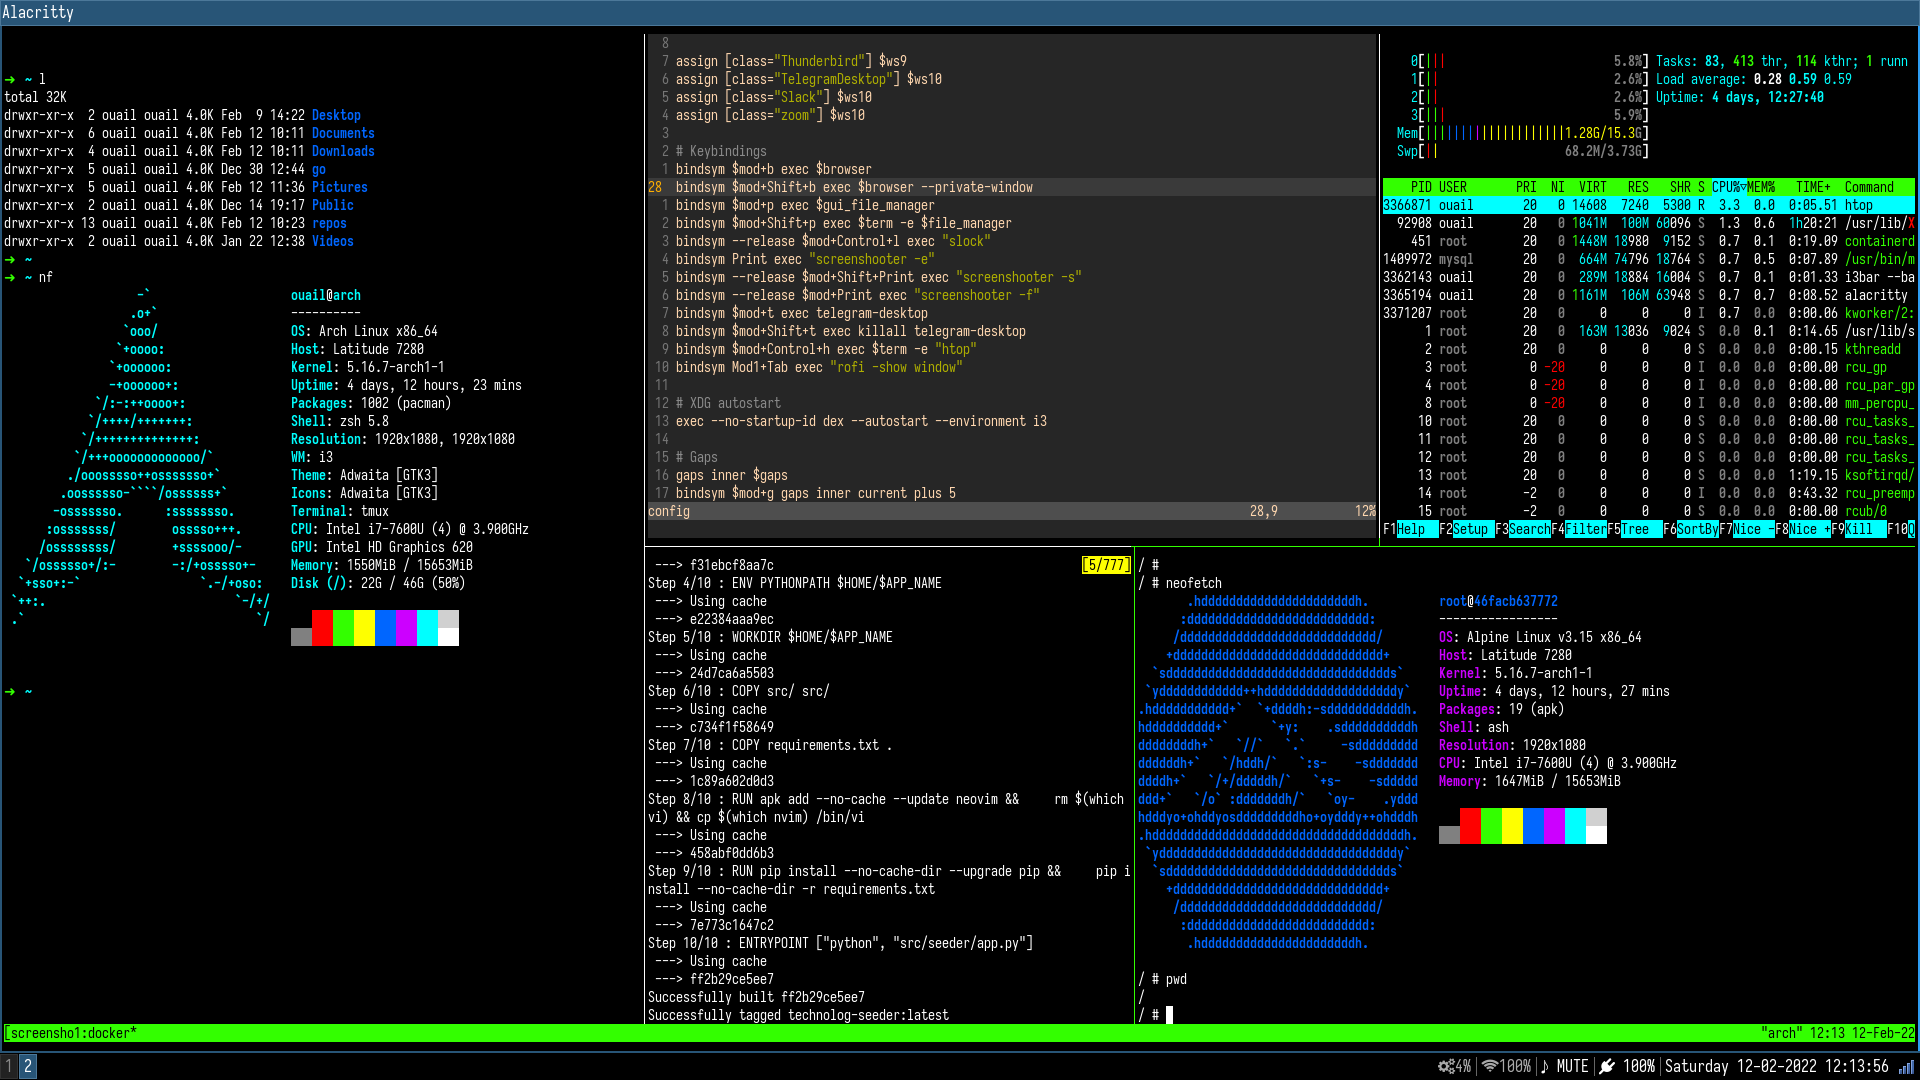 Alacritty
➜ ~ l
total 32K
drwxr-xr-x  2 ouail ouail 4.0K Feb  9 14:22 Desktop
drwxr-xr-x  6 ouail ouail 4.0K Feb 12 10:11 Documents
drwxr-xr-x  4 ouail ouail 4.0K Feb 12 10:11 Downloads
drwxr-xr-x  5 ouail ouail 4.0K Dec 30 12:44 go
drwxr-xr-x  5 ouail ouail 4.0K Feb 12 11:36 Pictures
drwxr-xr-x  2 ouail ouail 4.0K Dec 14 19:17 Public
drwxr-xr-x 13 ouail ouail 4.0K Feb 12 10:23 repos
drwxr-xr-x  2 ouail ouail 4.0K Jan 22 12:38 Videos
➜ ~
➜ ~ nf
ouail@arch
----------
OS: Arch Linux x86_64
Host: Latitude 7280
Kernel: 5.16.7-arch1-1
Uptime: 4 days, 12 hours, 23 mins
Packages: 1002 (pacman)
Shell: zsh 5.8
Resolution: 1920x1080, 1920x1080
WM: i3
Theme: Adwaita [GTK3]
Icons: Adwaita [GTK3]
Terminal: tmux
CPU: Intel i7-7600U (4) @ 3.900GHz
GPU: Intel HD Graphics 620
Memory: 1550MiB / 15653MiB
Disk (/): 22G / 46G (50%)
➜ ~
8
7 assign [class="Thunderbird"] $ws9
6 assign [class="TelegramDesktop"] $ws10
5 assign [class="Slack"] $ws10
4 assign [class="zoom"] $ws10
3
2 # Keybindings
1 bindsym $mod+b exec $browser
28 bindsym $mod+Shift+b exec $browser --private-window
1 bindsym $mod+p exec $gui_file_manager
2 bindsym $mod+Shift+p exec $term -e $file_manager
3 bindsym --release $mod+Control+l exec "slock"
4 bindsym Print exec "screenshooter -e"
5 bindsym --release $mod+Shift+Print exec "screenshooter -s"
6 bindsym --release $mod+Print exec "screenshooter -f"
7 bindsym $mod+t exec telegram-desktop
8 bindsym $mod+Shift+t exec killall telegram-desktop
9 bindsym $mod+Control+h exec $term -e "htop"
10 bindsym Mod1+Tab exec "rofi -show window"
11
12 # XDG autostart
13 exec --no-startup-id dex --autostart --environment i3
14
15 # Gaps
16 gaps inner $gaps
17 bindsym $mod+g gaps inner current plus 5
config 28,9 12%
0[||| 5.8%] Tasks: 83, 413 thr, 114 kthr; 1 runn
1[|| 2.6%] Load average: 0.28 0.59 0.59
2[|| 2.6%] Uptime: 4 days, 12:27:40
3[||| 5.9%]
Mem[||||||||||||||||||||1.28G/15.3G]
Swp[|| 68.2M/3.73G]
PID USER PRI NI VIRT RES SHR S CPU%▽MEM% TIME+ Command
3366871 ouail 20 0 14608 7240 5300 R 3.3 0.0 0:05.51 htop
92908 ouail 20 0 1041M 100M 60096 S 1.3 0.6 1h20:21 /usr/lib/X
451 root 20 0 1448M 18980 9152 S 0.7 0.1 0:19.09 containerd
1409972 mysql 20 0 664M 74796 18764 S 0.7 0.5 0:07.89 /usr/bin/m
3362143 ouail 20 0 289M 18884 16004 S 0.7 0.1 0:01.33 i3bar --ba
3365194 ouail 20 0 1161M 106M 63948 S 0.7 0.7 0:08.52 alacritty
3371207 root 20 0 0 0 0 I 0.7 0.0 0:00.06 kworker/2:
1 root 20 0 163M 13036 9024 S 0.0 0.1 0:14.65 /usr/lib/s
2 root 20 0 0 0 0 S 0.0 0.0 0:00.15 kthreadd
3 root 0 -20 0 0 0 I 0.0 0.0 0:00.00 rcu_gp
4 root 0 -20 0 0 0 I 0.0 0.0 0:00.00 rcu_par_gp
8 root 0 -20 0 0 0 I 0.0 0.0 0:00.00 mm_percpu_
10 root 20 0 0 0 0 S 0.0 0.0 0:00.00 rcu_tasks_
11 root 20 0 0 0 0 S 0.0 0.0 0:00.00 rcu_tasks_
12 root 20 0 0 0 0 S 0.0 0.0 0:00.00 rcu_tasks_
13 root 20 0 0 0 0 S 0.0 0.0 1:19.15 ksoftirqd/
14 root -2 0 0 0 0 I 0.0 0.0 0:43.32 rcu_preemp
15 root -2 0 0 0 0 S 0.0 0.0 0:00.00 rcub/0
F1Help F2Setup F3SearchF4FilterF5Tree F6SortByF7Nice -F8Nice +F9Kill F10Q
---> f31ebcf8aa7c [5/777]
Step 4/10 : ENV PYTHONPATH $HOME/$APP_NAME
---> Using cache
---> e22384aaa9ec
Step 5/10 : WORKDIR $HOME/$APP_NAME
---> Using cache
---> 24d7ca6a5503
Step 6/10 : COPY src/ src/
---> Using cache
---> c734f1f58649
Step 7/10 : COPY requirements.txt .
---> Using cache
---> 1c89a602d0d3
Step 8/10 : RUN apk add --no-cache --update neovim &&     rm $(which
vi) && cp $(which nvim) /bin/vi
---> Using cache
---> 458abf0dd6b3
Step 9/10 : RUN pip install --no-cache-dir --upgrade pip &&     pip i
nstall --no-cache-dir -r requirements.txt
---> Using cache
---> 7e773c1647c2
Step 10/10 : ENTRYPOINT ["python", "src/seeder/app.py"]
---> Using cache
---> ff2b29ce5ee7
Successfully built ff2b29ce5ee7
Successfully tagged technolog-seeder:latest
/ #
/ # neofetch
root@46facb637772
-----------------
OS: Alpine Linux v3.15 x86_64
Host: Latitude 7280
Kernel: 5.16.7-arch1-1
Uptime: 4 days, 12 hours, 27 mins
Packages: 19 (apk)
Shell: ash
Resolution: 1920x1080
CPU: Intel i7-7600U (4) @ 3.900GHz
Memory: 1647MiB / 15653MiB
/ # pwd
/
/ #
[screensho1:docker* "arch" 12:13 12-Feb-22
1 2 4% 100% ♪ MUTE 100% Saturday 12-02-2022 12:13:56